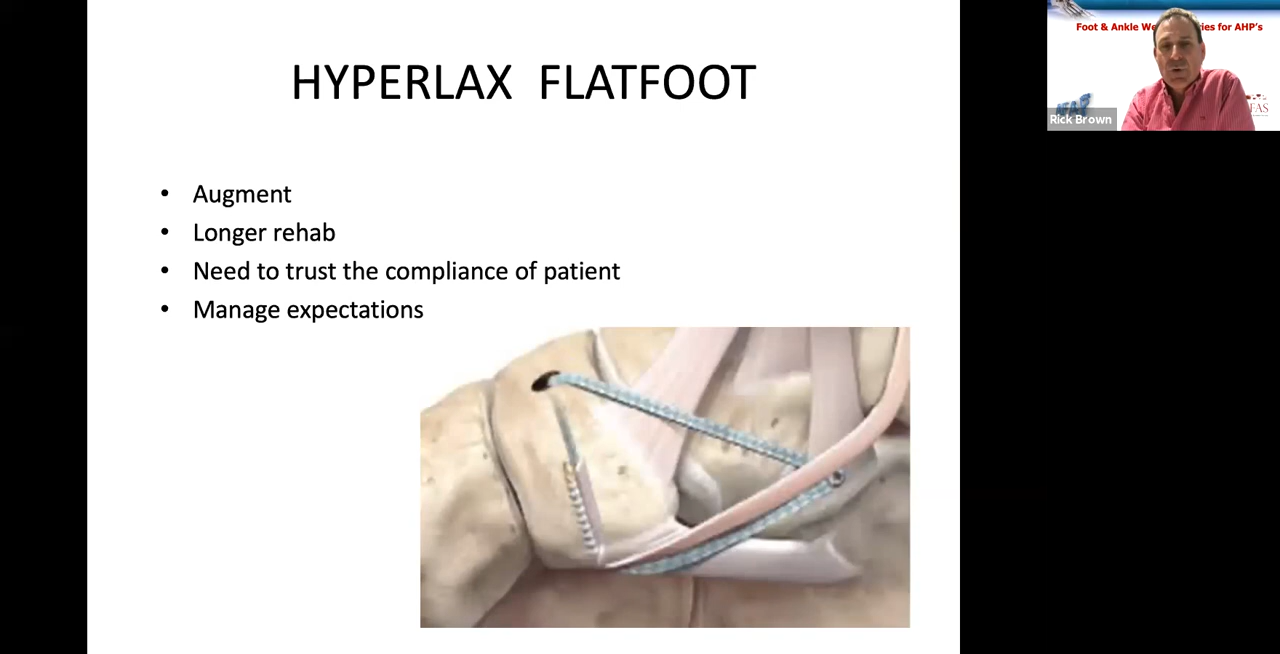 HYPERLAX FLATFOOT
• Augment
• Longer rehab
• Need to trust the compliance of patient
• Manage expectations
Foot & Ankle We ries for AHP's
Rick Brown